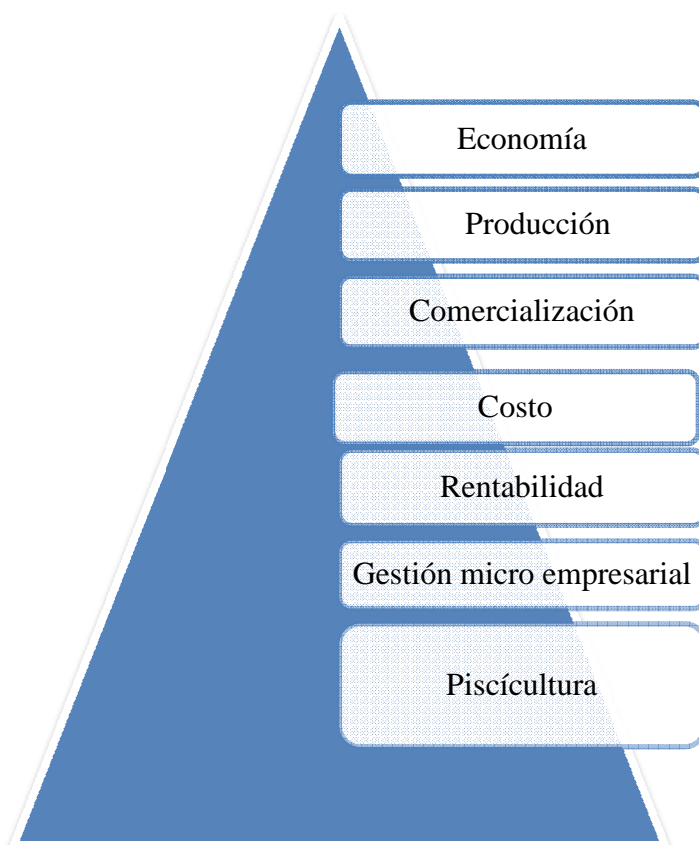 Economía
Producción
Comercialización
Costo
Rentabilidad
Gestión micro empresarial
Piscícultura